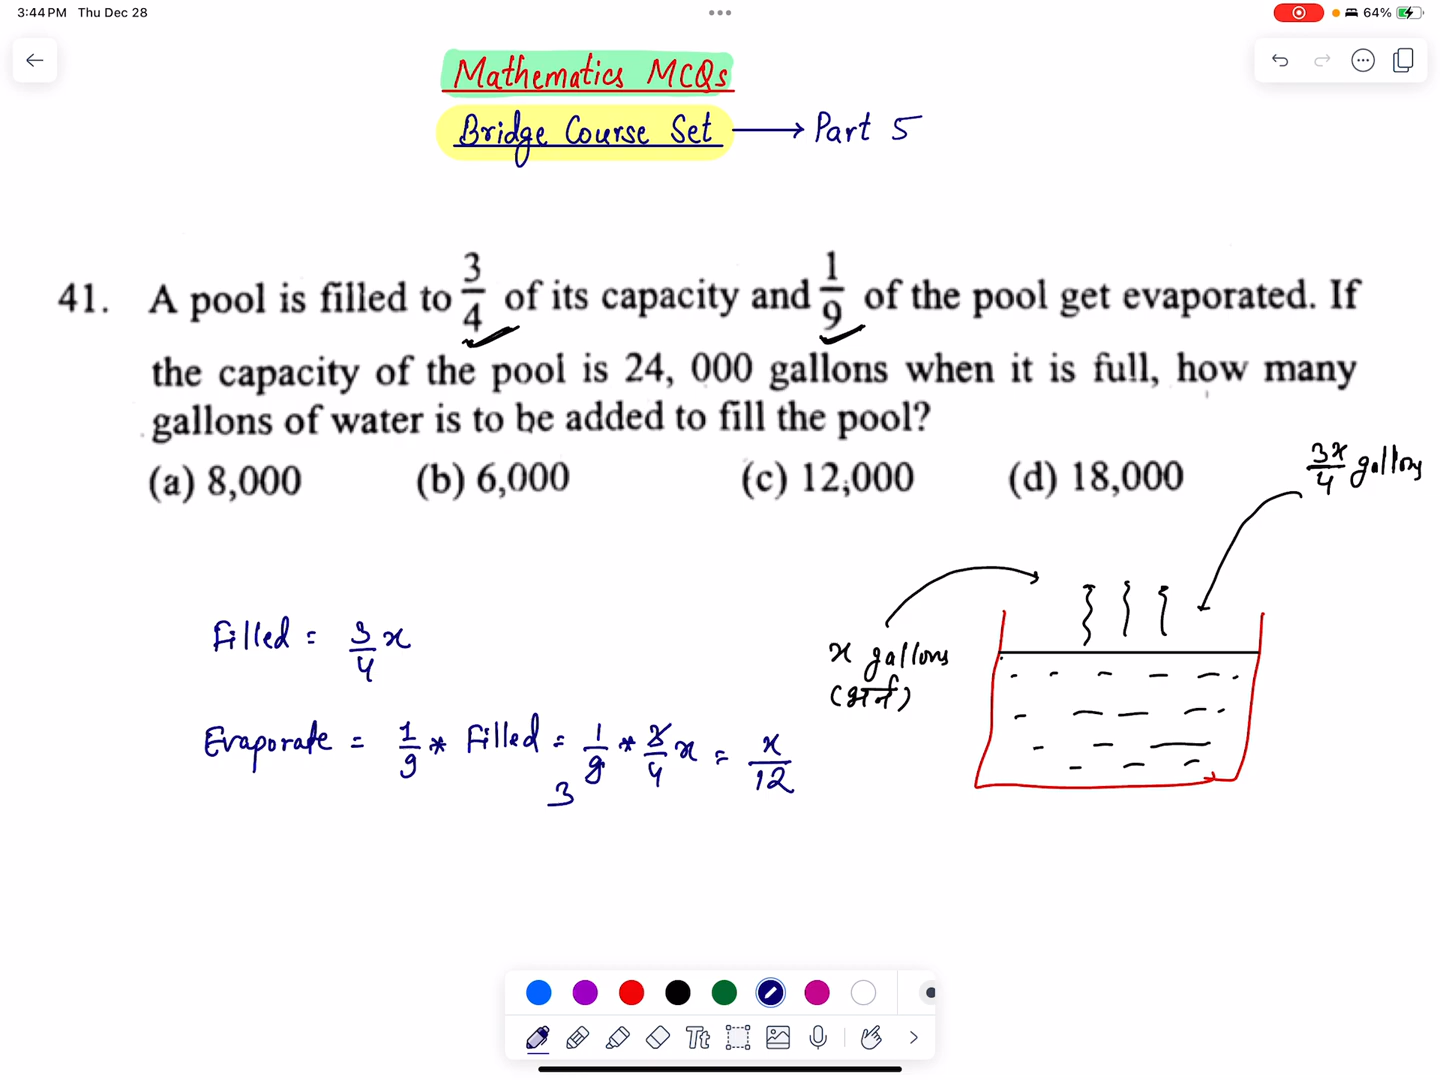 3:44 PM Thu Dec 28
64%
Mathematics MCQs
Bridge Course Set → Part 5
41. A pool is filled to 3/4 of its capacity and 1/9 of the pool get evaporated. If
the capacity of the pool is 24, 000 gallons when it is full, how many
gallons of water is to be added to fill the pool?
(a) 8,000 (b) 6,000 (c) 12,000 (d) 18,000
3x/4 gallons
Filled = 3/4 x
x gallons
Evaporate = 1/9 * Filled = 1/9 * 3/4 x = x/12
3
Tt